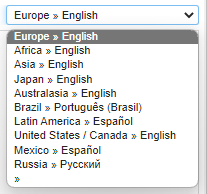 Europe » English
Europe » English
Africa » English
Asia » English
Japan » English
Australasia » English
Brazil » Português (Brasil)
Latin America » Español
United States / Canada » English
Mexico » Español
Russia » Русский
»